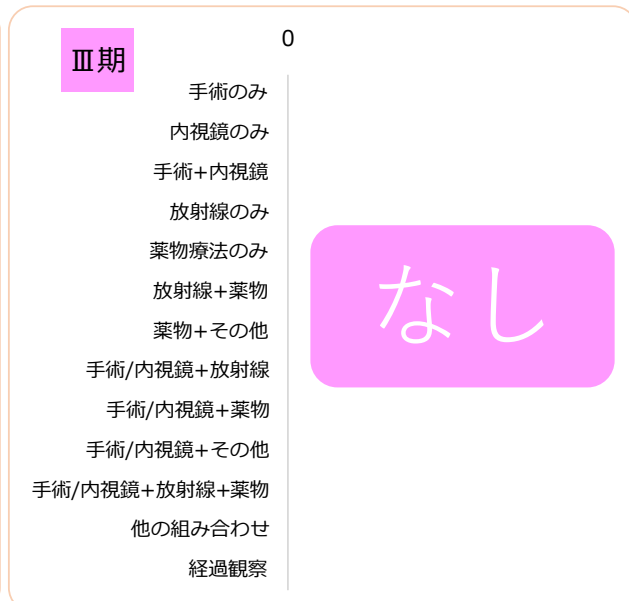 Ⅲ期
0
手術のみ
内視鏡のみ
手術+内視鏡
放射線のみ
薬物療法のみ
放射線+薬物
薬物+その他
手術/内視鏡+放射線
手術/内視鏡+薬物
手術/内視鏡+その他
手術/内視鏡+放射線+薬物
他の組み合わせ
経過観察
なし